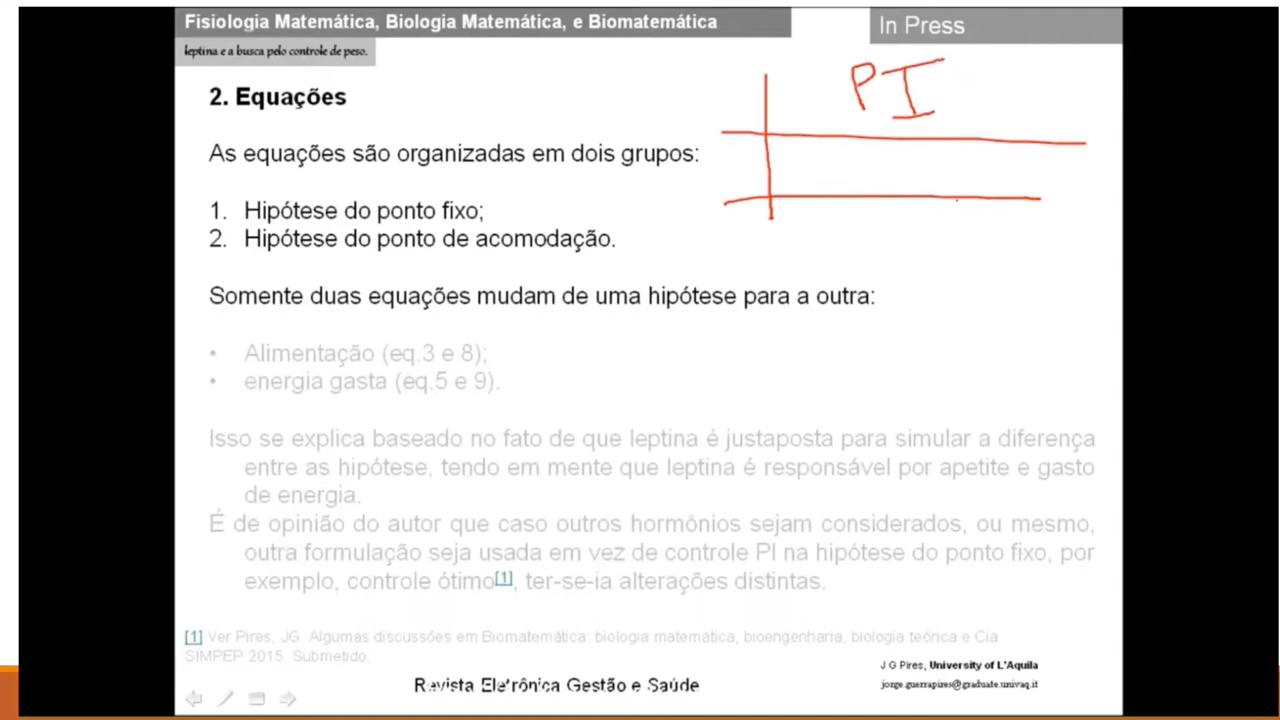 Fisiologia Matemática, Biologia Matemática, e Biomatemática
In Press
leptina e a busca pelo controle de peso.
PI
2. Equações
As equações são organizadas em dois grupos:
1. Hipótese do ponto fixo;
2. Hipótese do ponto de acomodação.
Somente duas equações mudam de uma hipótese para a outra:
• Alimentação (eq.3 e 8);
• energia gasta (eq.5 e 9).
Isso se explica baseado no fato de que leptina é justaposta para simular a diferença
entre as hipótese, tendo em mente que leptina é responsável por apetite e gasto
de energia.
É de opinião do autor que caso outros hormônios sejam considerados, ou mesmo,
outra formulação seja usada em vez de controle PI na hipótese do ponto fixo, por
exemplo, controle ótimo[1], ter-se-ia alterações distintas.
[1] Ver Pires, JG. Algumas discussões em Biomatemática: biologia matemática, bioengenharia, biologia teórica e Cia
SIMPEP 2015. Submetido.
J G Pires, University of L'Aquila
Revista Eletrônica Gestão e Saúde
jorge.guerrapires@graduate.univaq.it